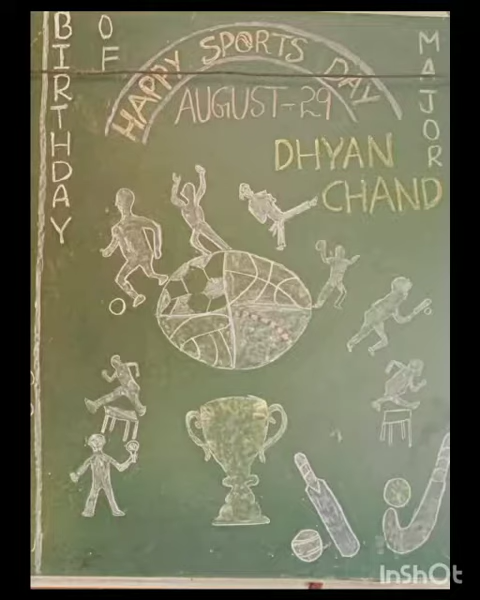 BIRTHDAY
OF
MAJOR
HAPPY SPORTS DAY
AUGUST-29
DHYAN
CHAND
InShOt